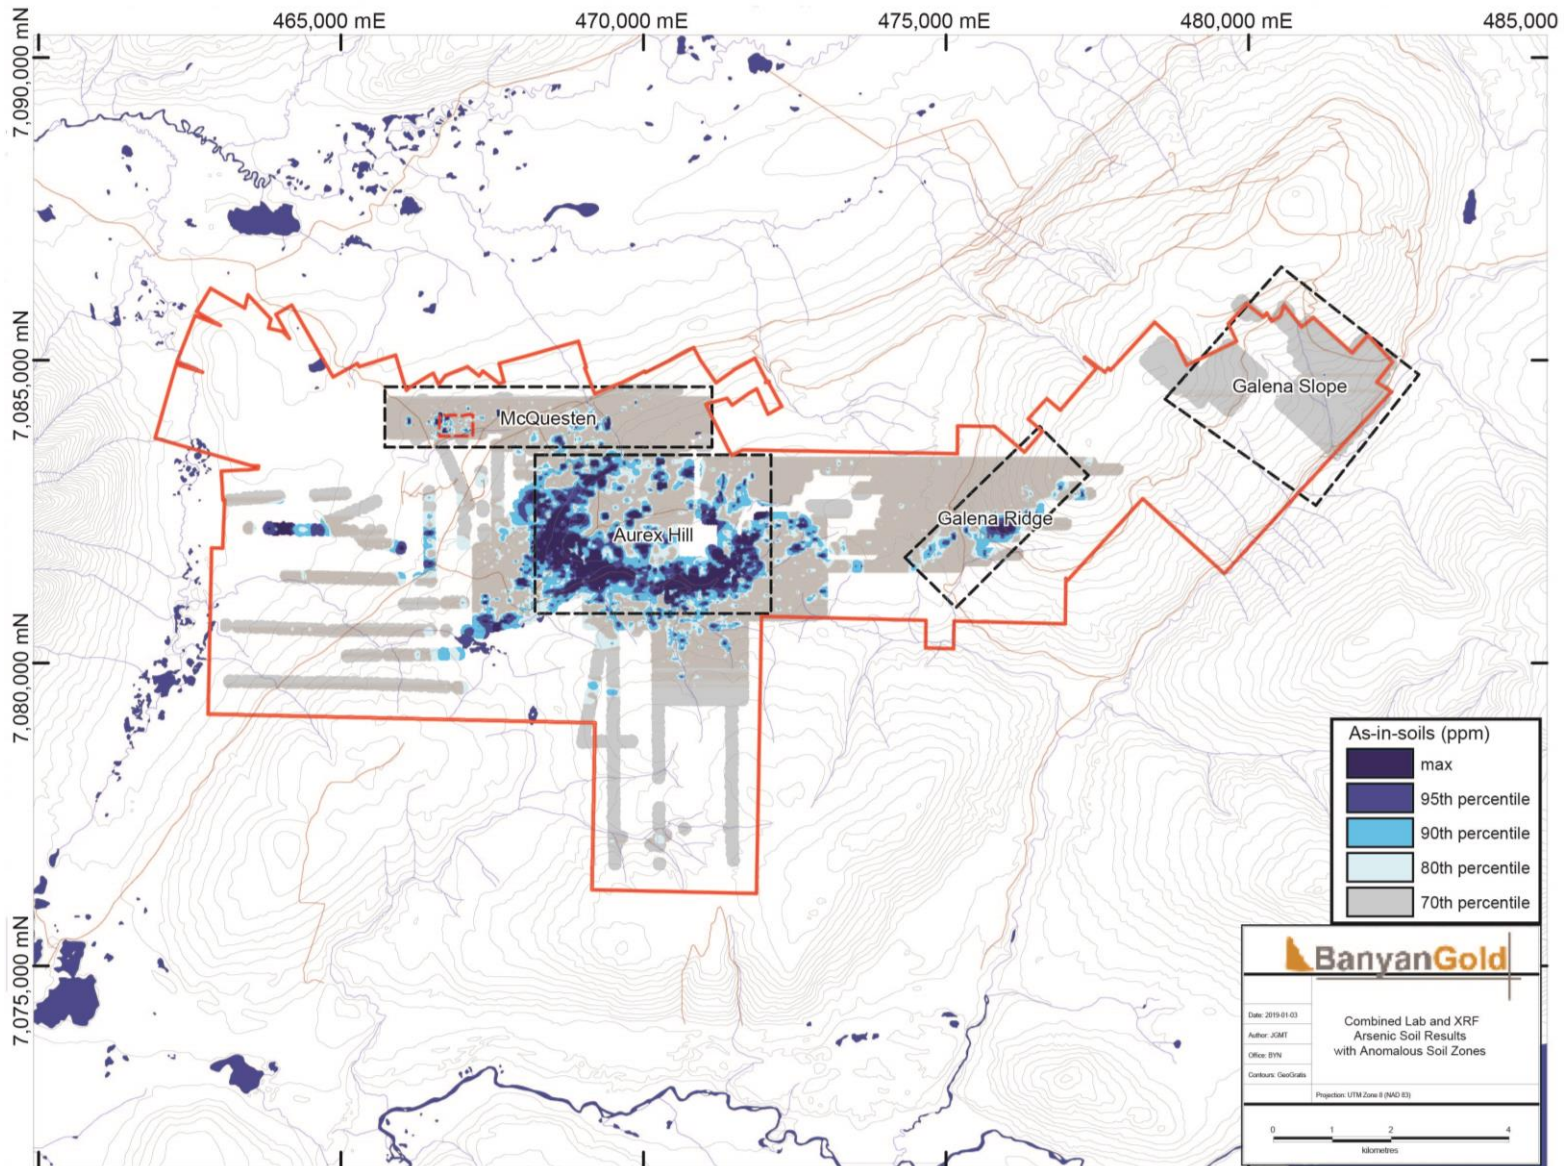 465,000 mE
470,000 mE
475,000 mE
480,000 mE
485,000
7,090,000 mN
7,085,000 mN
7,080,000 mN
7,075,000 mN
McQuesten
Aurex Hill
Galena Ridge
Galena Slope
As-in-soils (ppm)
max
95th percentile
90th percentile
80th percentile
70th percentile
BanyanGold
Date: 2019-01-03
Author: JGMT
Office: BYN
Contours: GeoGratis
Combined Lab and XRF
Arsenic Soil Results
with Anomalous Soil Zones
Projection: UTM Zone 8 (NAD 83)
0 1 2 4
kilometres